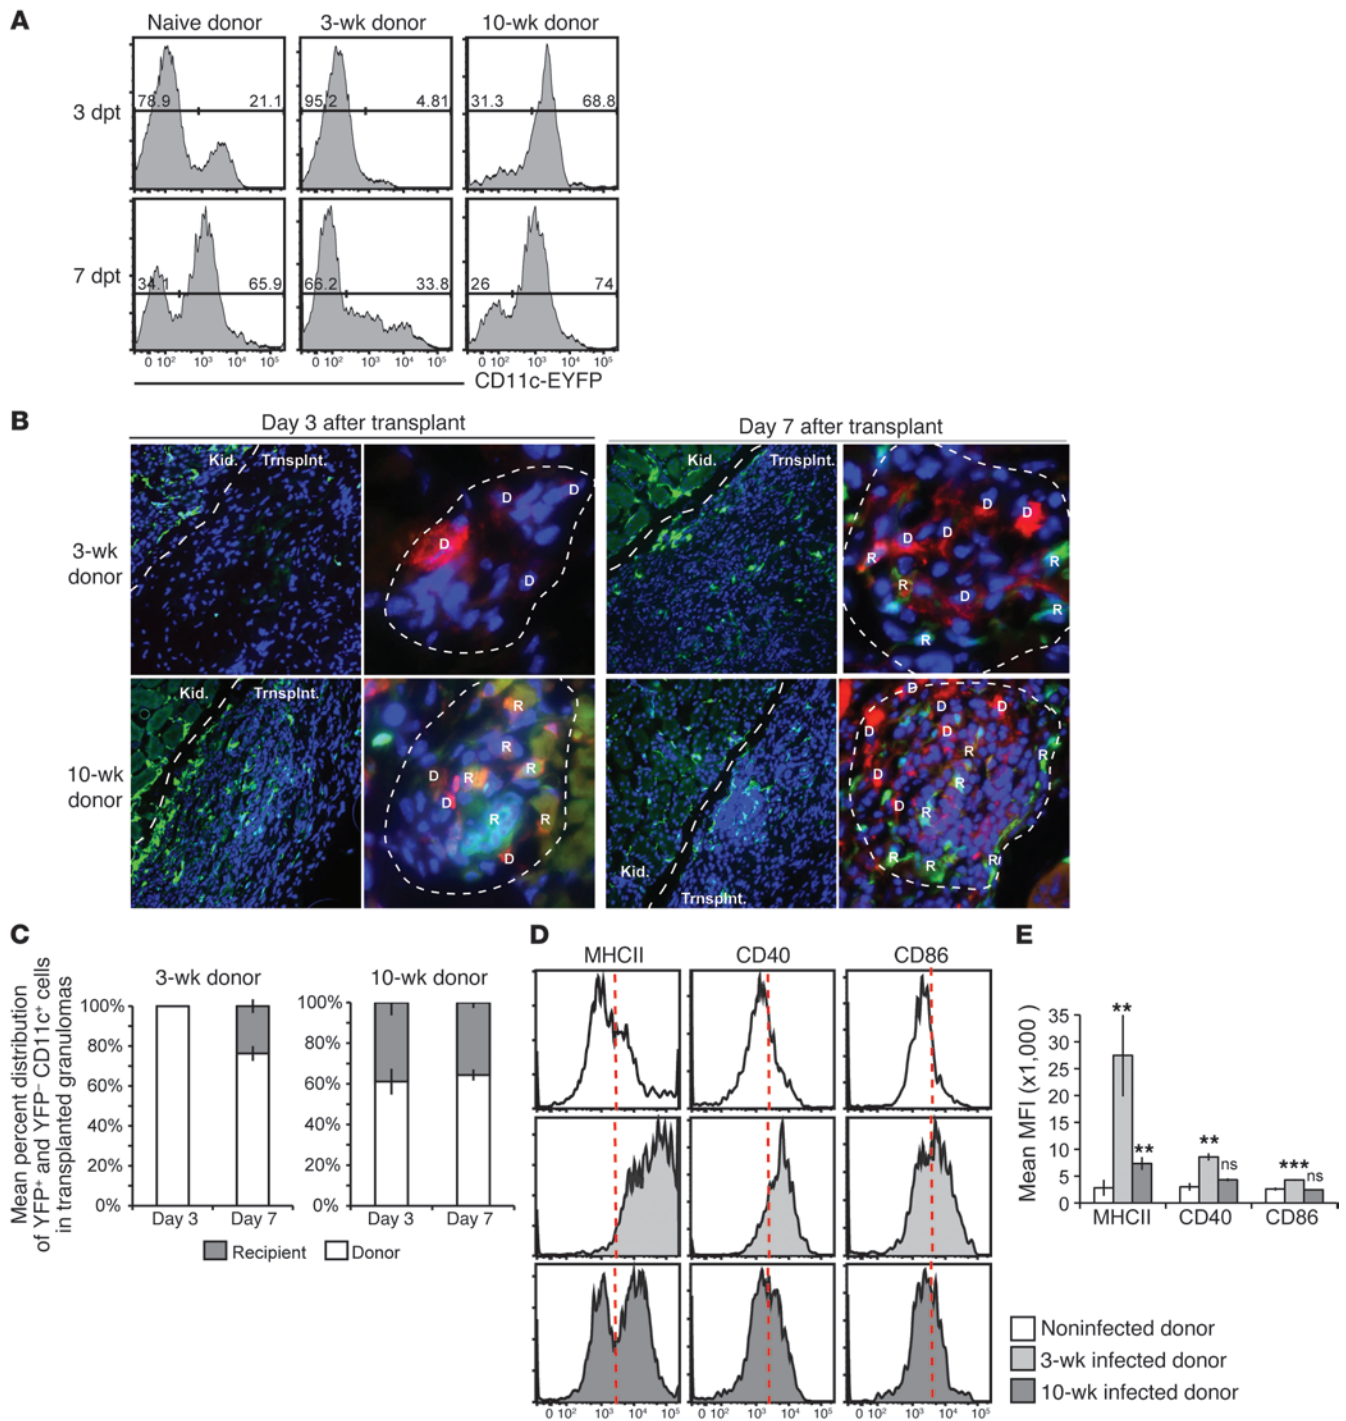 A
Naive donor 3-wk donor 10-wk donor
3 dpt
78.9 21.1 95.2 4.81 31.3 68.8
7 dpt
34.1 65.9 66.2 33.8 26 74
0 10² 10³ 10⁴ 10⁵ 0 10² 10³ 10⁴ 10⁵ 0 10² 10³ 10⁴ 10⁵
CD11c-EYFP
B
Day 3 after transplant Day 7 after transplant
3-wk donor
Kid. Trnsplnt. D D D D Kid. Trnsplnt. D D D D R R R R D R
10-wk donor
Kid. Trnsplnt. R R R R R D D D Kid. Trnsplnt. D D D D D D D R R R R R R R
C
Mean percent distribution
of YFP⁺ and YFP⁻ CD11c⁺ cells
in transplanted granulomas
3-wk donor 10-wk donor
100% 100%
80% 80%
60% 60%
40% 40%
20% 20%
0% 0%
Day 3 Day 7 Day 3 Day 7
Recipient Donor
D
MHCII CD40 CD86
0 10² 10³ 10⁴ 10⁵ 0 10² 10³ 10⁴ 10⁵ 0 10² 10³ 10⁴ 10⁵
E
Mean MFI (x1,000)
35
30
25
20
15
10
5
0
** ** ** ns *** ns
MHCII CD40 CD86
Noninfected donor
3-wk infected donor
10-wk infected donor